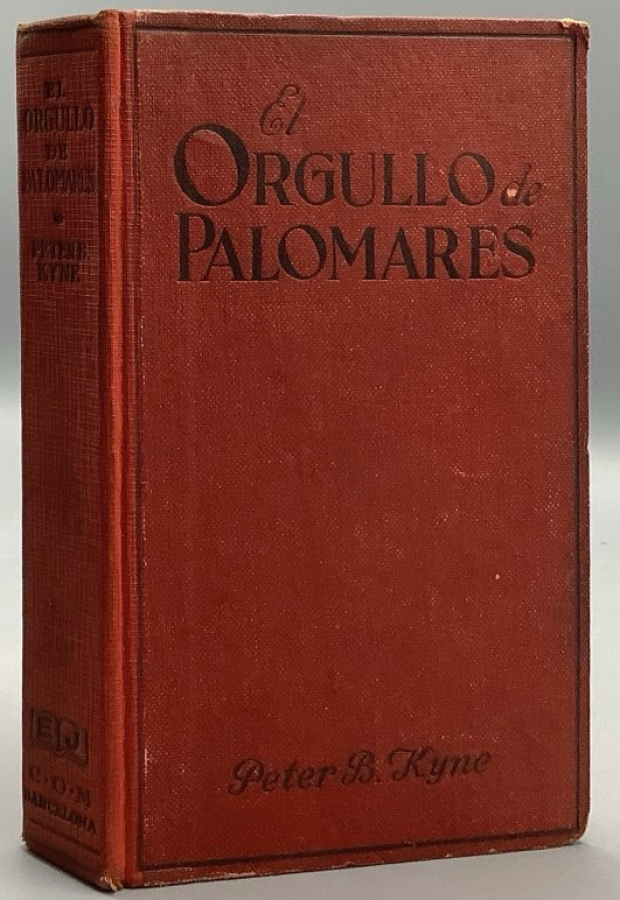 EL
ORGULLO
DE
PALOMARES
PETER B.
KYNE
EJ
C·O·M
BARCELONA
El
ORGULLO de
PALOMARES
Peter B. Kyne